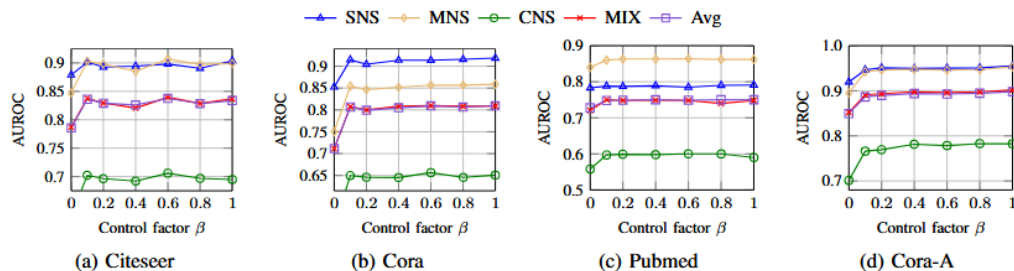 SNS MNS CNS MIX Avg
AUROC
0.9
0.85
0.8
0.75
0.7
0 0.2 0.4 0.6 0.8 1
Control factor β
(a) Citeseer
AUROC
0.9
0.85
0.8
0.75
0.7
0.65
0 0.2 0.4 0.6 0.8 1
Control factor β
(b) Cora
AUROC
0.9
0.8
0.7
0.6
0.5
0 0.2 0.4 0.6 0.8 1
Control factor β
(c) Pubmed
AUROC
1.0
0.9
0.8
0.7
0 0.2 0.4 0.6 0.8 1
Control factor β
(d) Cora-A